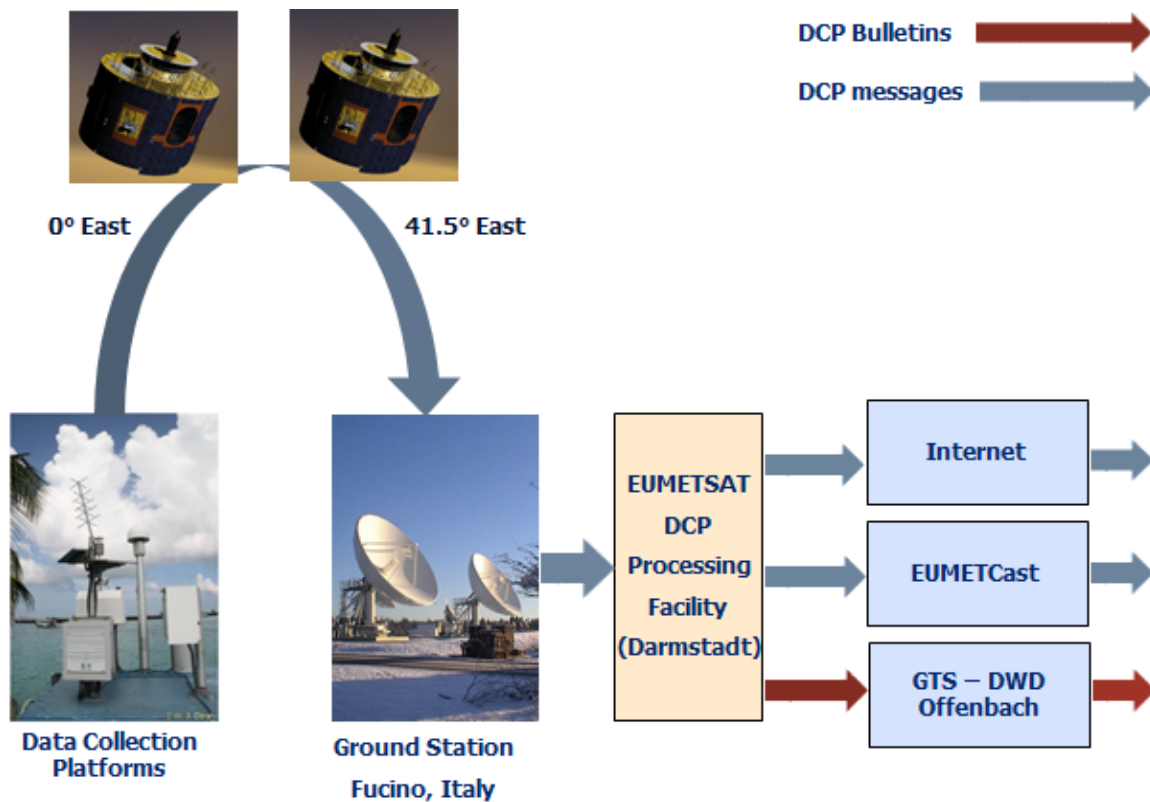 DCP Bulletins
DCP messages
0° East
41.5° East
EUMETSAT
DCP
Processing
Facility
(Darmstadt)
Internet
EUMETCast
GTS – DWD
Offenbach
Data Collection
Platforms
Ground Station
Fucino, Italy